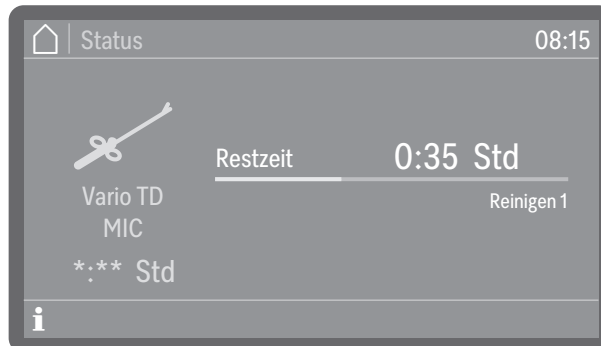 Status 08:15
Restzeit 0:35 Std
Vario TD
MIC
Reinigen 1
*:** Std
i